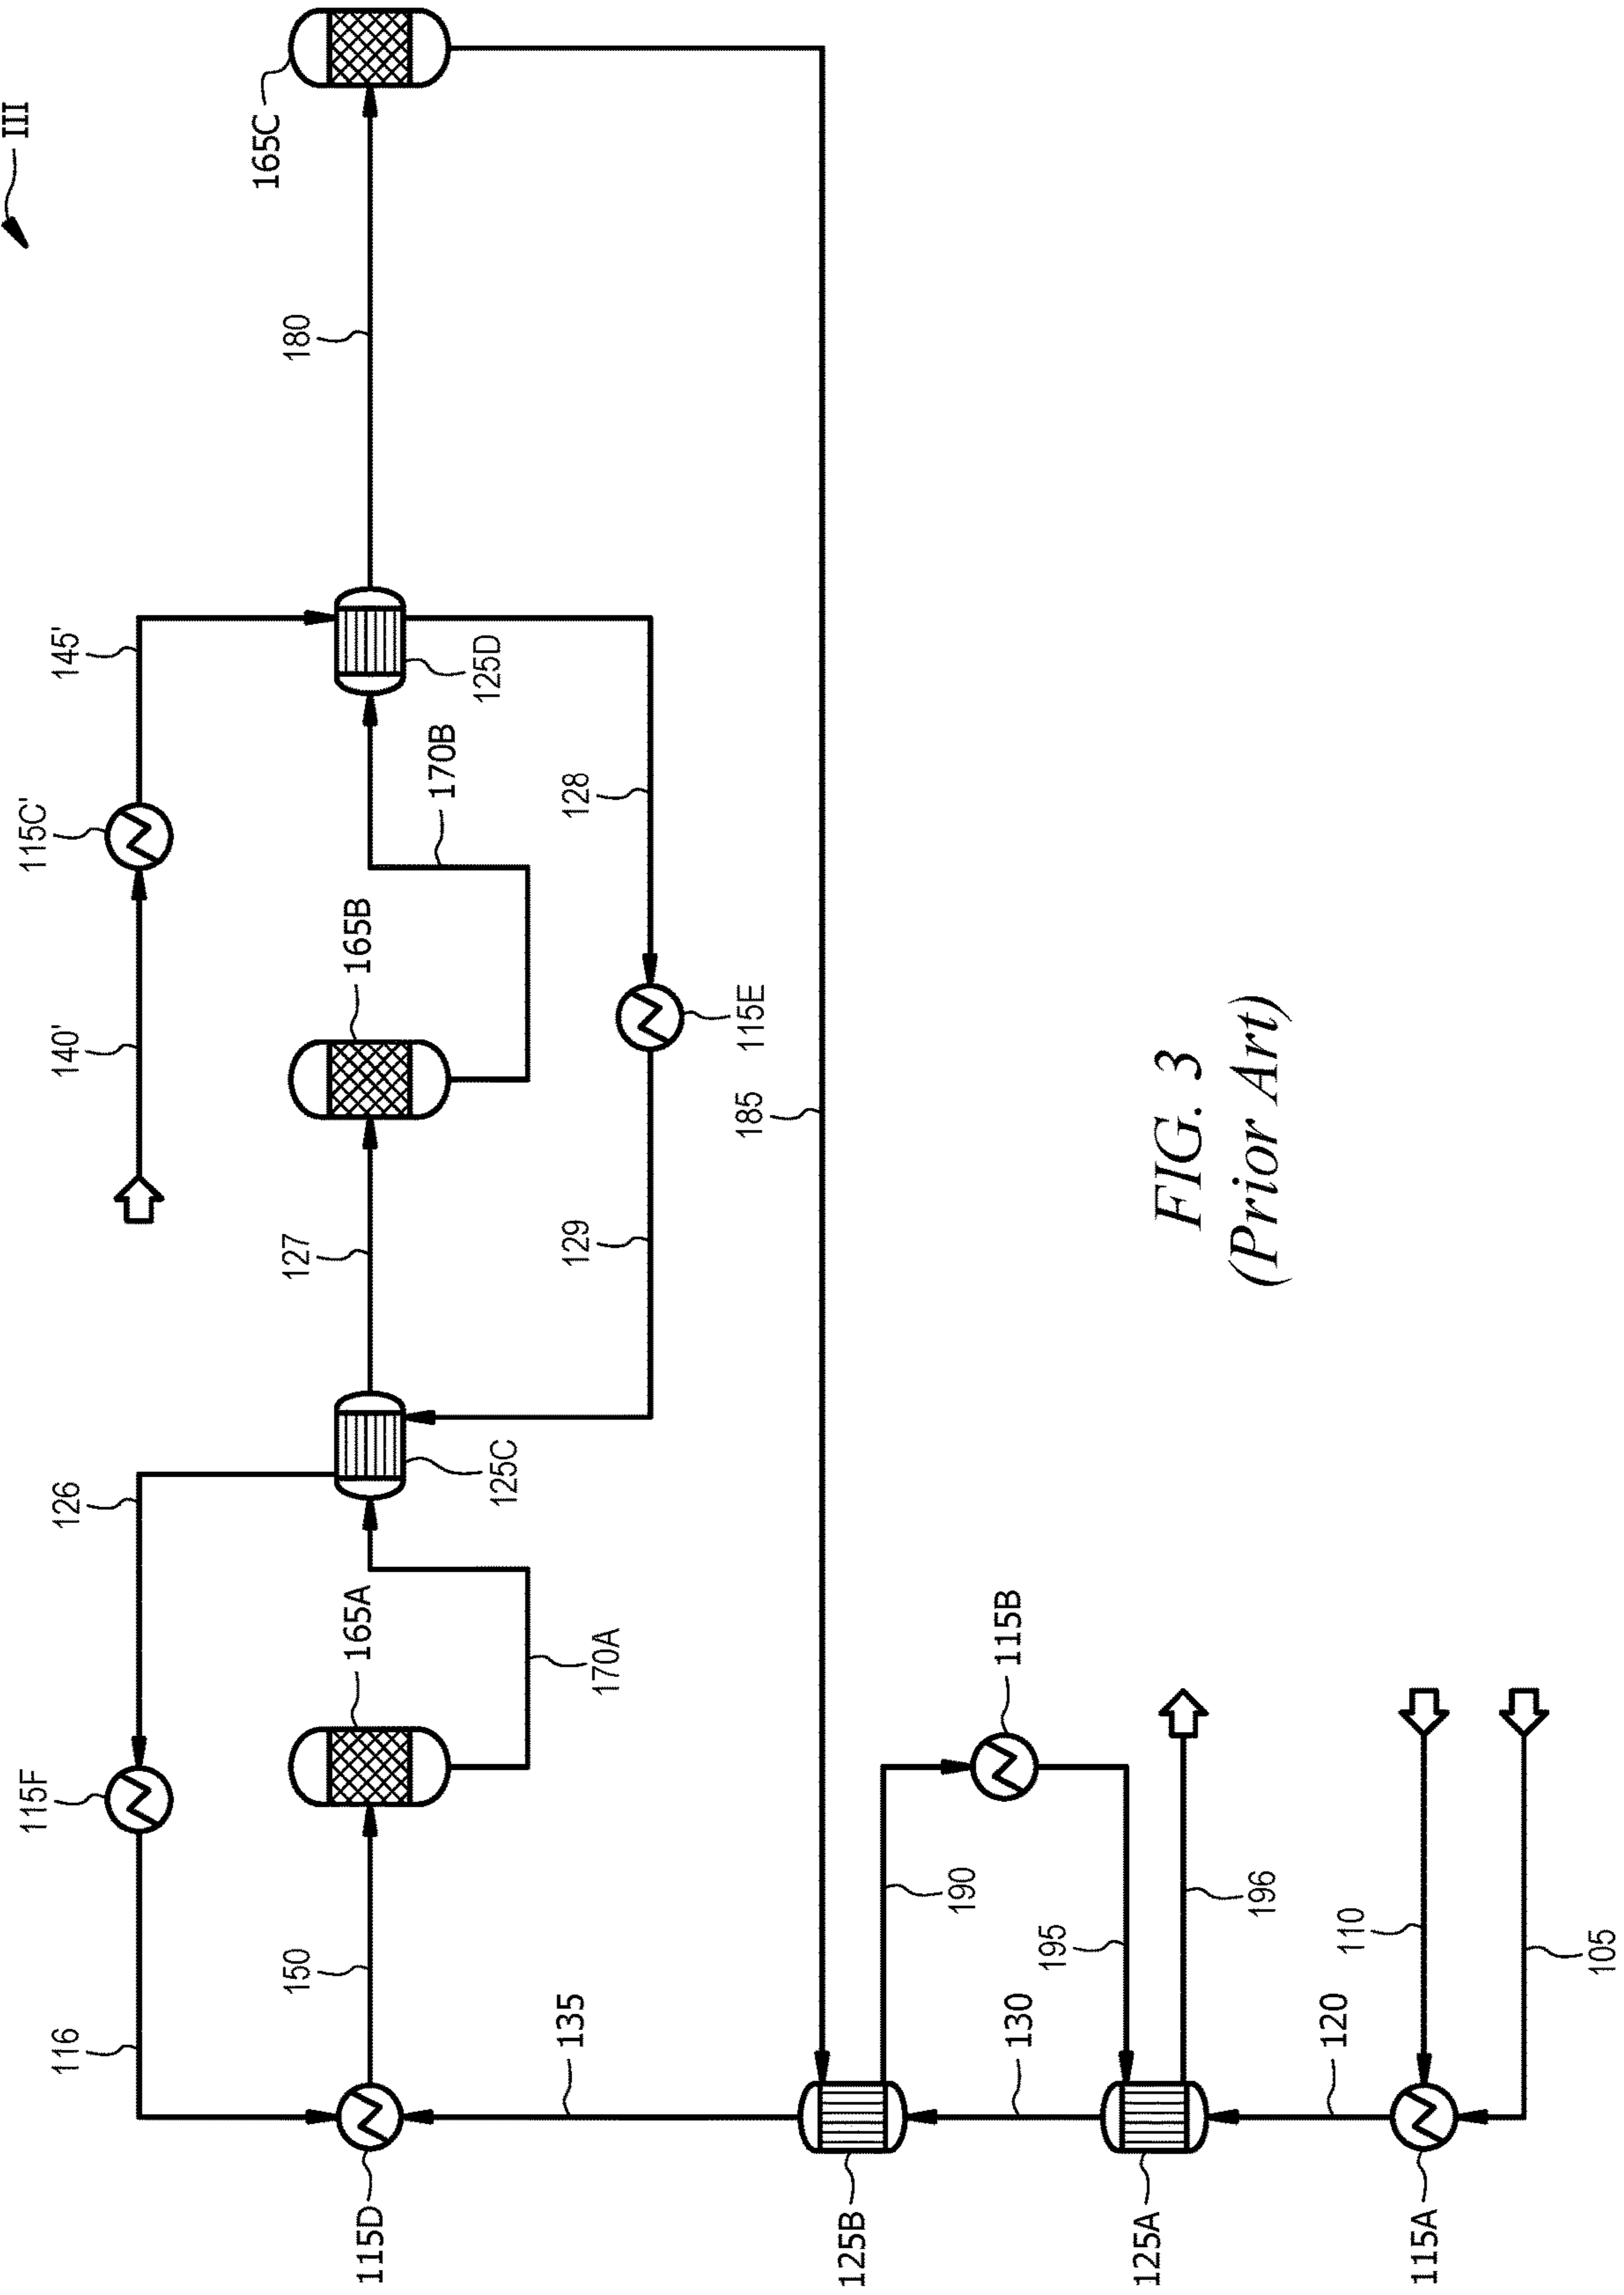 III
165C
180
145'
115C'
125D
170B
128
140'
165B
115E
185
127
129
126
125C
165A
170A
115B
115F
116
150
135
190
195
130
196
110
120
105
115D
125B
125A
115A
FIG. 3
(Prior Art)